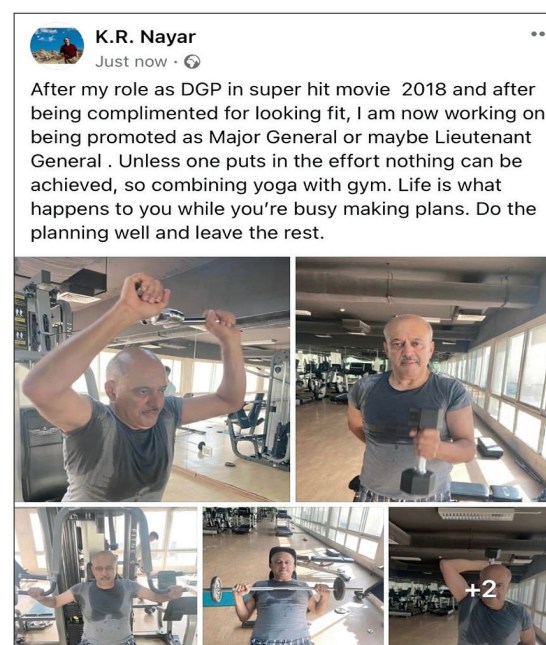 K.R. Nayar
Just now ·
After my role as DGP in super hit movie 2018 and after
being complimented for looking fit, I am now working on
being promoted as Major General or maybe Lieutenant
General . Unless one puts in the effort nothing can be
achieved, so combining yoga with gym. Life is what
happens to you while you’re busy making plans. Do the
planning well and leave the rest.
+2